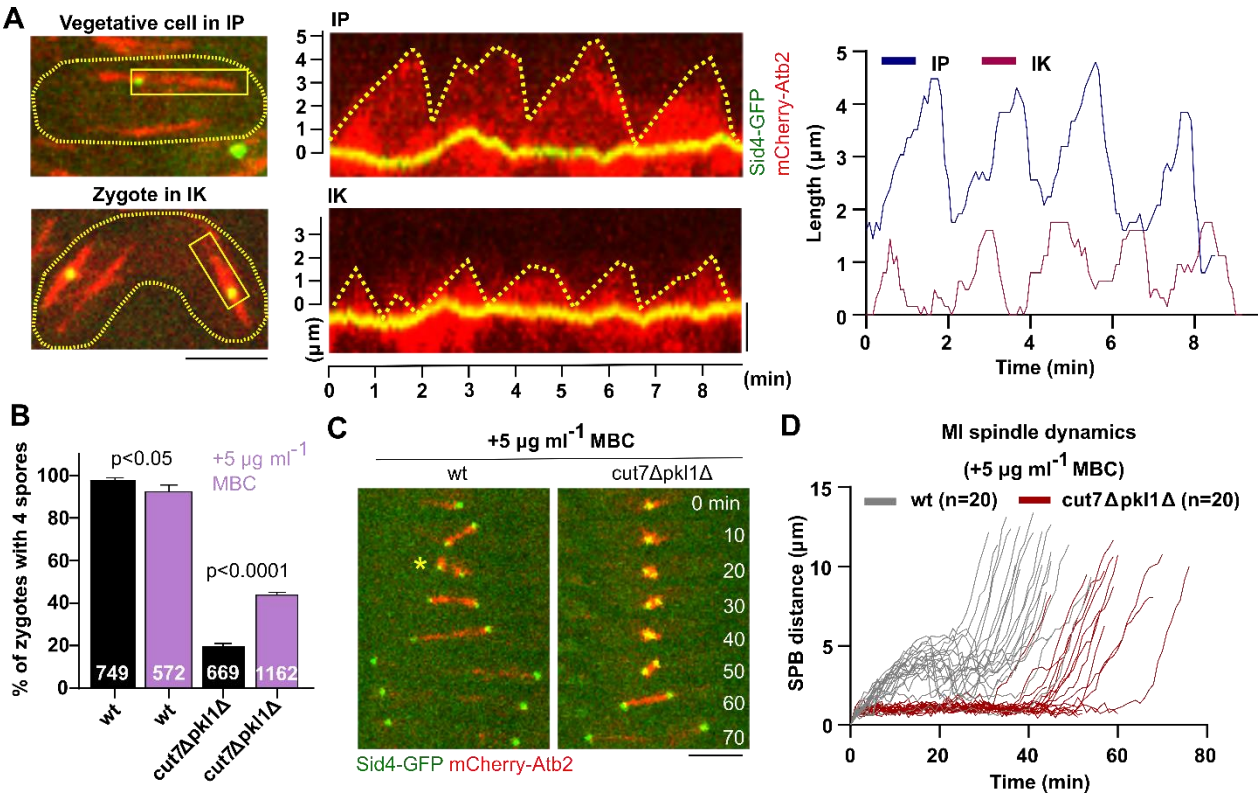 A
Vegetative cell in IP
Zygote in IK
IP
5
4
3
2
1
0
IK
3
2
1
0
(µm)
0 1 2 3 4 5 6 7 8 (min)
Sid4-GFP
mCherry-Atb2
IP IK
Length (µm)
5
4
3
2
1
0
0 2 4 6 8
Time (min)
B
% of zygotes with 4 spores
100
80
60
40
20
0
p<0.05
+5 µg ml-1
MBC
p<0.0001
749 572 669 1162
wt wt cut7Δpkl1Δ cut7Δpkl1Δ
C
+5 µg ml-1 MBC
wt cut7Δpkl1Δ
0 min
10
* 20
30
40
50
60
70
Sid4-GFP mCherry-Atb2
D
MI spindle dynamics
(+5 µg ml-1 MBC)
wt (n=20) cut7Δpkl1Δ (n=20)
SPB distance (µm)
15
10
5
0
0 20 40 60 80
Time (min)